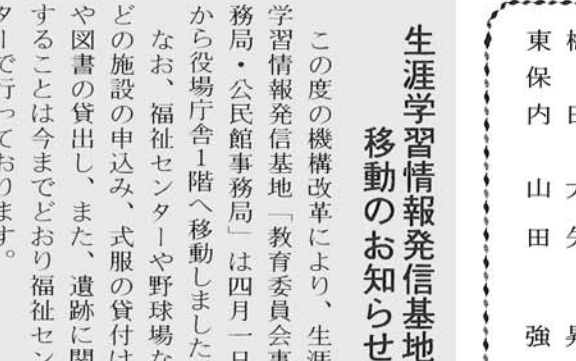 東保内
山田
強
生涯学習情報発信基地
移動のお知らせ
この度の機構改革により、生涯
学習情報発信基地「教育委員会事
務局・公民館事務局」は四月一日
から役場庁舎1階へ移動しました
なお、福祉センターや野球場な
どの施設の申込み、式服の貸付け
や図書の貸出し、また、遺跡に関
することは今までどおり福祉セン
ターで行っております。